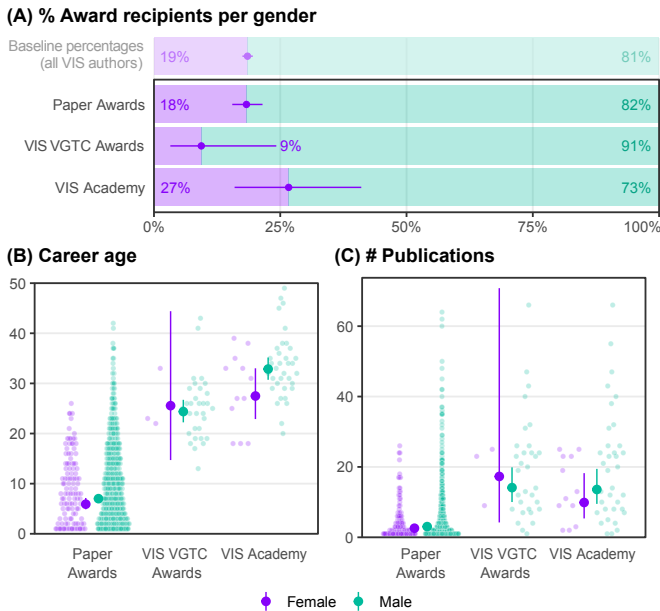 (A) % Award recipients per gender
Baseline percentages
(all VIS authors)
19%
81%
Paper Awards
18%
82%
VIS VGTC Awards
9%
91%
VIS Academy
27%
73%
0%
25%
50%
75%
100%
(B) Career age
50
40
30
20
10
0
Paper
Awards
VIS VGTC
Awards
VIS Academy
(C) # Publications
60
40
20
0
Paper
Awards
VIS VGTC
Awards
VIS Academy
Female
Male